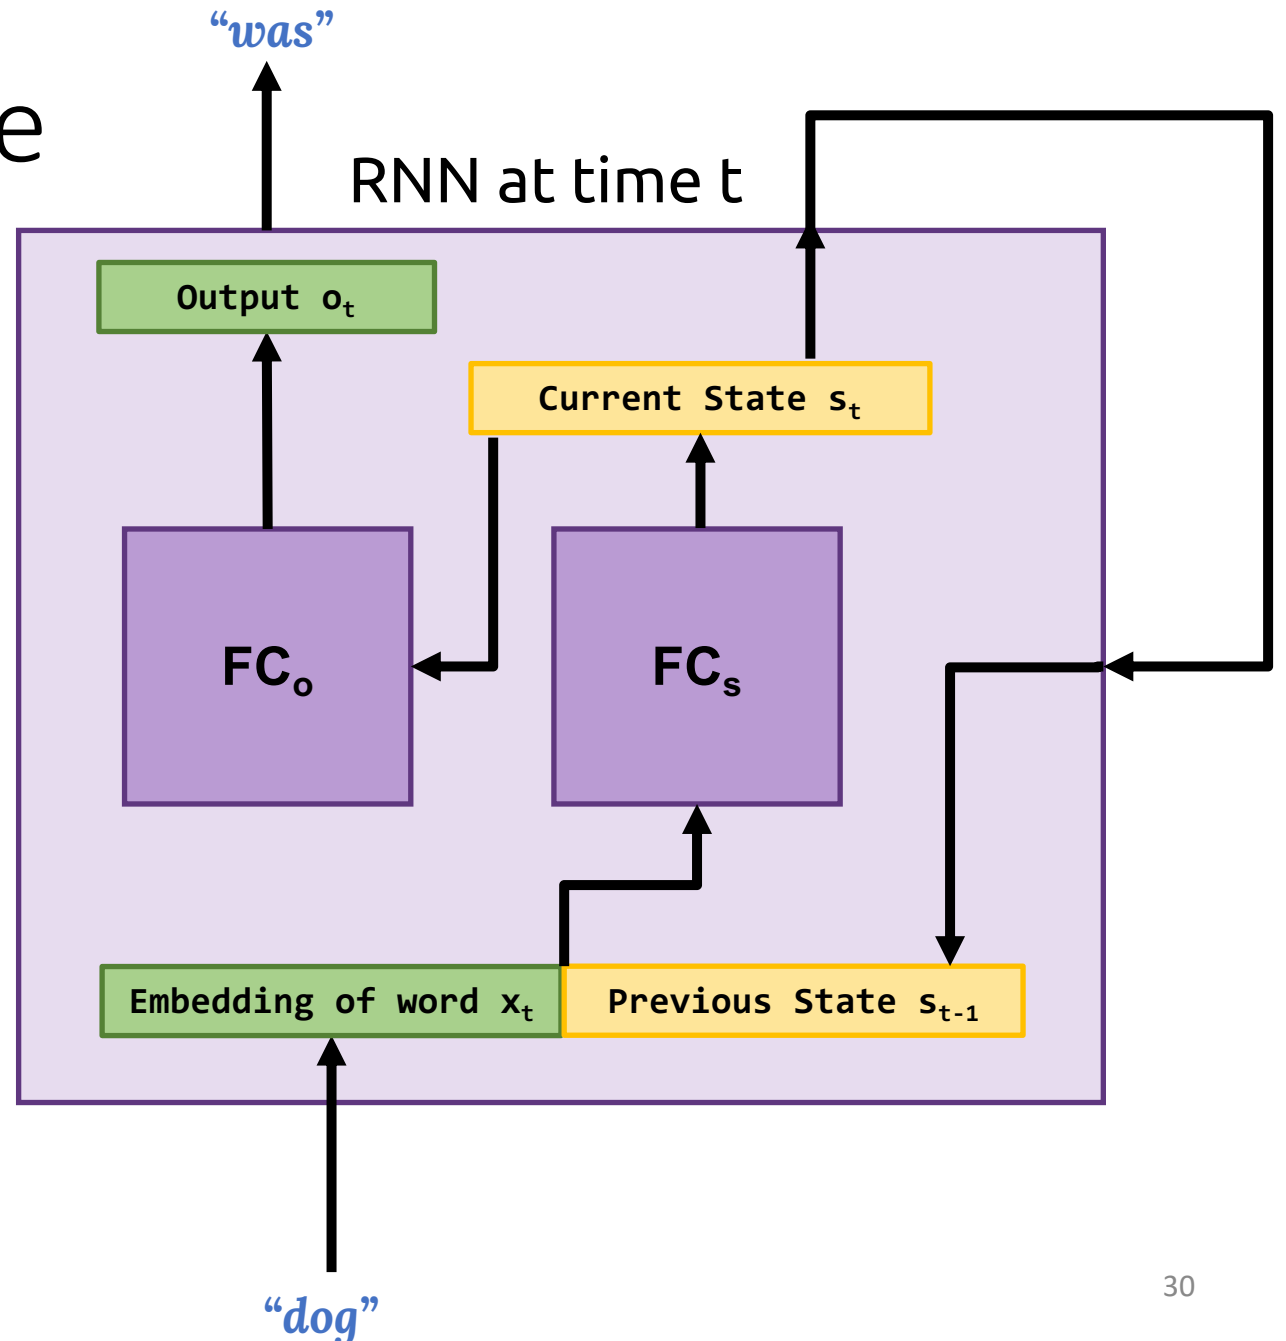 “was”
e
RNN at time t
Output oₜ
Current State sₜ
FCₒ
FCₛ
Embedding of word xₜ
Previous State sₜ₋₁
“dog”
30